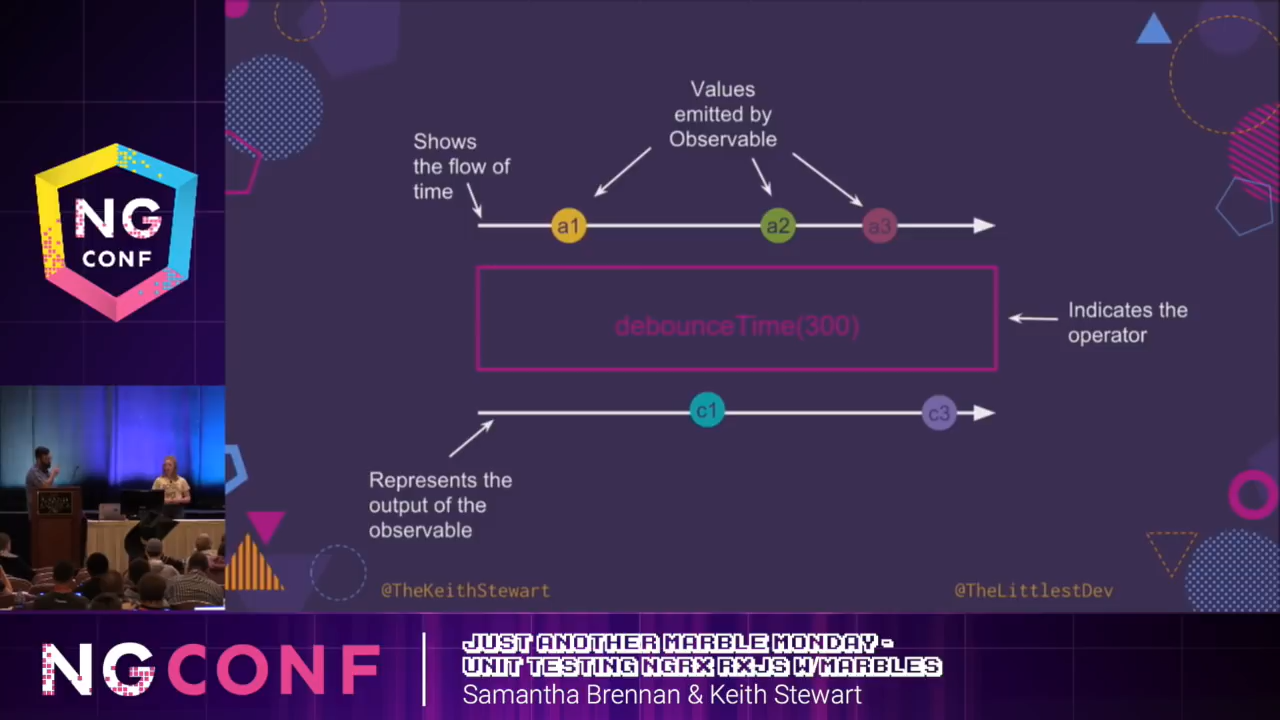 NG
CONF
Values
emitted by
Observable
Shows
the flow of
time
a1
a2
a3
debounceTime(300)
Indicates the
operator
c1
c3
Represents the
output of the
observable
@TheKeithStewart
@TheLittlestDev
NGCONF
JUST ANOTHER MARBLE MONDAY -
UNIT TESTING NGRX RXJS W/ MARBLES
Samantha Brennan & Keith Stewart